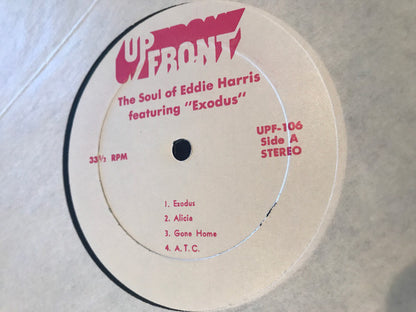 UP
FRONT
The Soul of Eddie Harris
featuring "Exodus"
UPF-106
Side A
33⅓ RPM
STEREO
1. Exodus
2. Alicia
3. Gone Home
4. A.T.C.